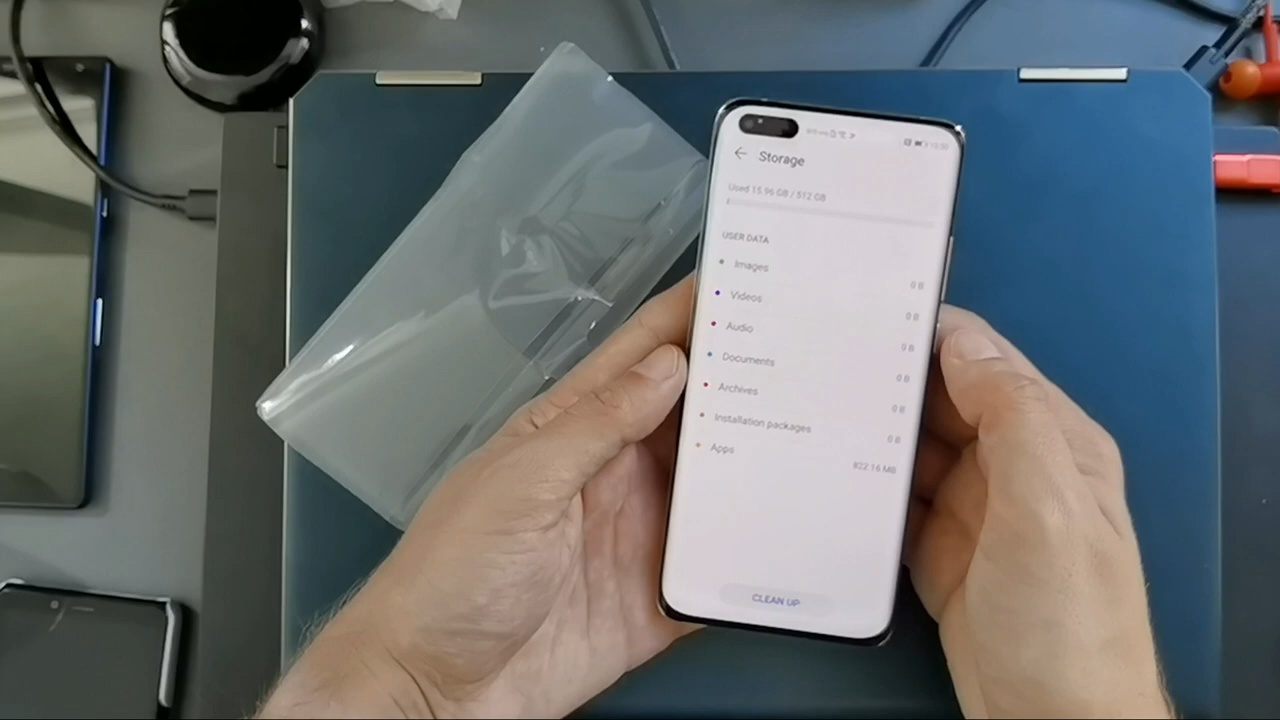 Storage
Used 15.96 GB / 512 GB
USER DATA
Images 0 B
Videos 0 B
Audio 0 B
Documents 0 B
Archives 0 B
Installation packages 0 B
Apps 822.16 MB
CLEAN UP